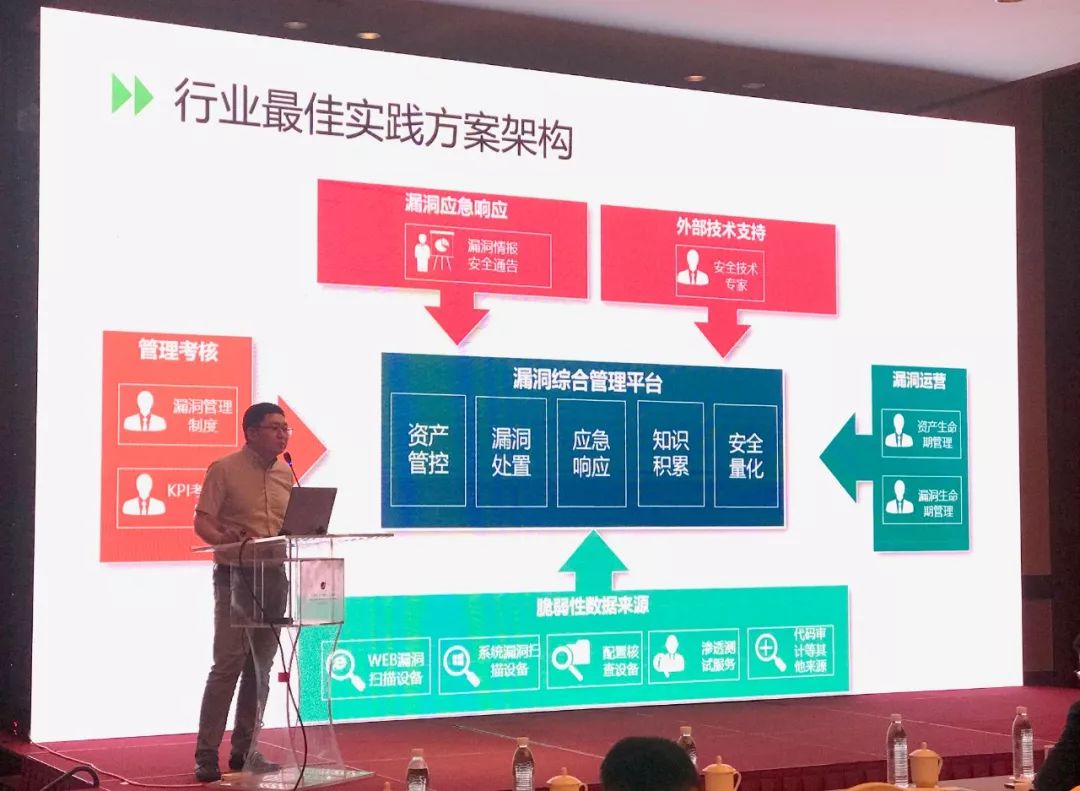 行业最佳实践方案架构
漏洞应急响应
漏洞情报
安全通告
外部技术支持
安全技术
专家
管理考核
漏洞管理
制度
KPI考
漏洞综合管理平台
资产
管控
漏洞
处置
应急
响应
知识
积累
安全
量化
漏洞运营
资产生命
期管理
漏洞生命
期管理
脆弱性数据来源
WEB漏洞
扫描设备
系统漏洞扫
描设备
配置核
查设备
渗透测
试服务
代码审
计等其
他来源